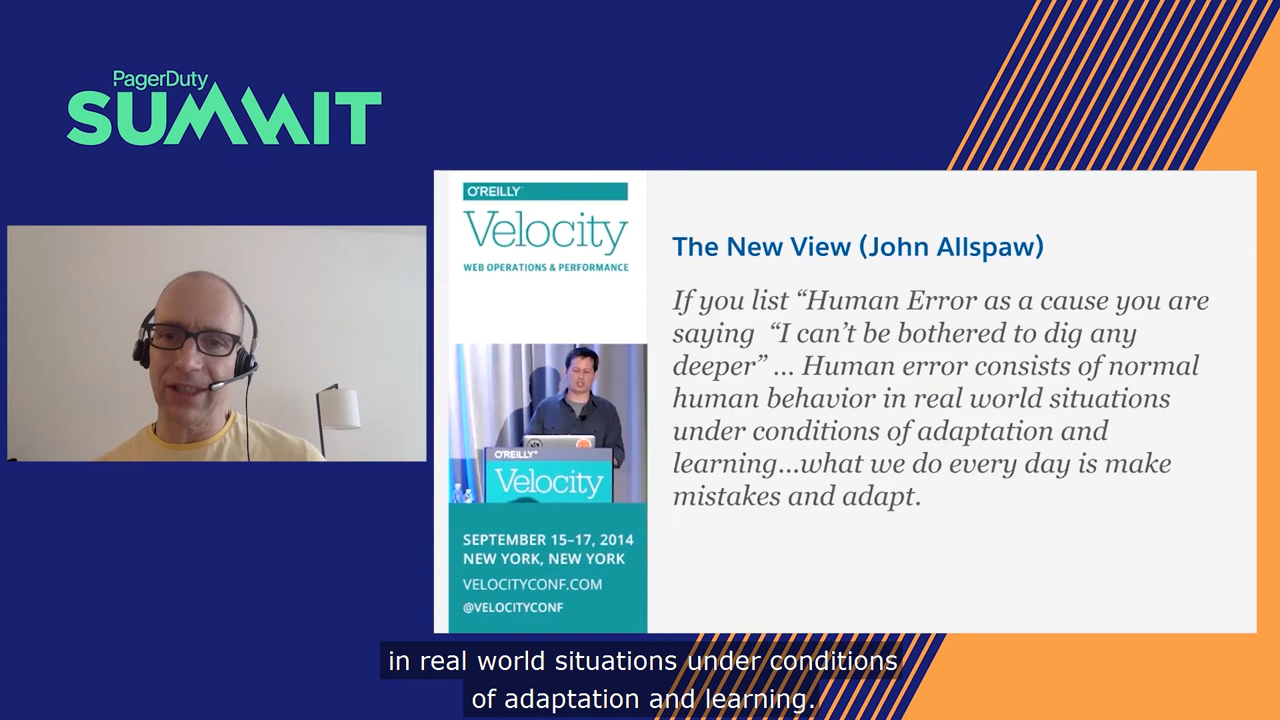 PagerDuty
SUMMIT
O'REILLY
Velocity
WEB OPERATIONS & PERFORMANCE
O'REILLY
Velocity
SEPTEMBER 15–17, 2014
NEW YORK, NEW YORK
VELOCITYCONF.COM
@VELOCITYCONF
The New View (John Allspaw)
If you list “Human Error as a cause you are
saying “I can’t be bothered to dig any
deeper” ... Human error consists of normal
human behavior in real world situations
under conditions of adaptation and
learning...what we do every day is make
mistakes and adapt.
in real world situations under conditions
of adaptation and learning.